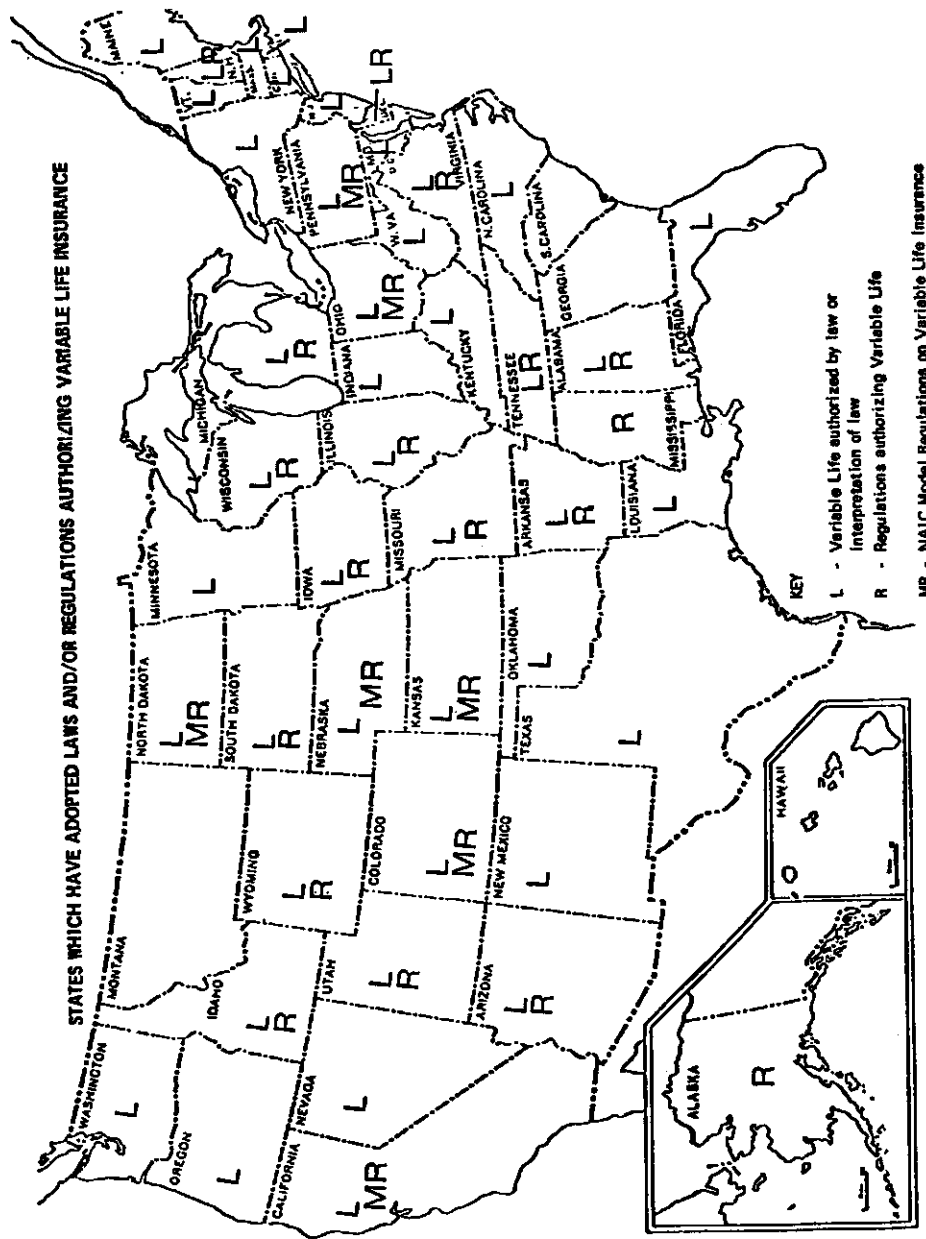 STATES WHICH HAVE ADOPTED LAWS AND/OR REGULATIONS AUTHORIZING VARIABLE LIFE INSURANCE
WASHINGTON
L
OREGON
L
CALIFORNIA
L
MR
NEVADA
L
MONTANA
IDAHO
L
R
WYOMING
L
R
UTAH
L
R
COLORADO
L
MR
ARIZONA
L
R
NEW MEXICO
L
NORTH DAKOTA
L
MR
SOUTH DAKOTA
L
R
NEBRASKA
L
MR
KANSAS
L
MR
OKLAHOMA
L
TEXAS
L
MINNESOTA
L
IOWA
L
R
MISSOURI
L
R
ARKANSAS
L
R
LOUISIANA
L
WISCONSIN
L
R
MICHIGAN
L
R
ILLINOIS
L
R
INDIANA
L
OHIO
L
MR
KENTUCKY
L
TENNESSEE
L R
MISSISSIPPI
R
ALABAMA
L
R
GEORGIA
FLORIDA
L
S. CAROLINA
N. CAROLINA
L
VIRGINIA
L
R
W. VA
L
PENNSYLVANIA
L
MR
NEW YORK
L
MD.
LR
L
VT.
L
N.H.
L
R
MAINE
L
L
L
L
ALASKA
R
HAWAII
KEY
L - Variable Life authorized by law or
Interpretation of law
R - Regulations authorizing Variable Life
MR - NAIC Model Regulations on Variable Life Insurance